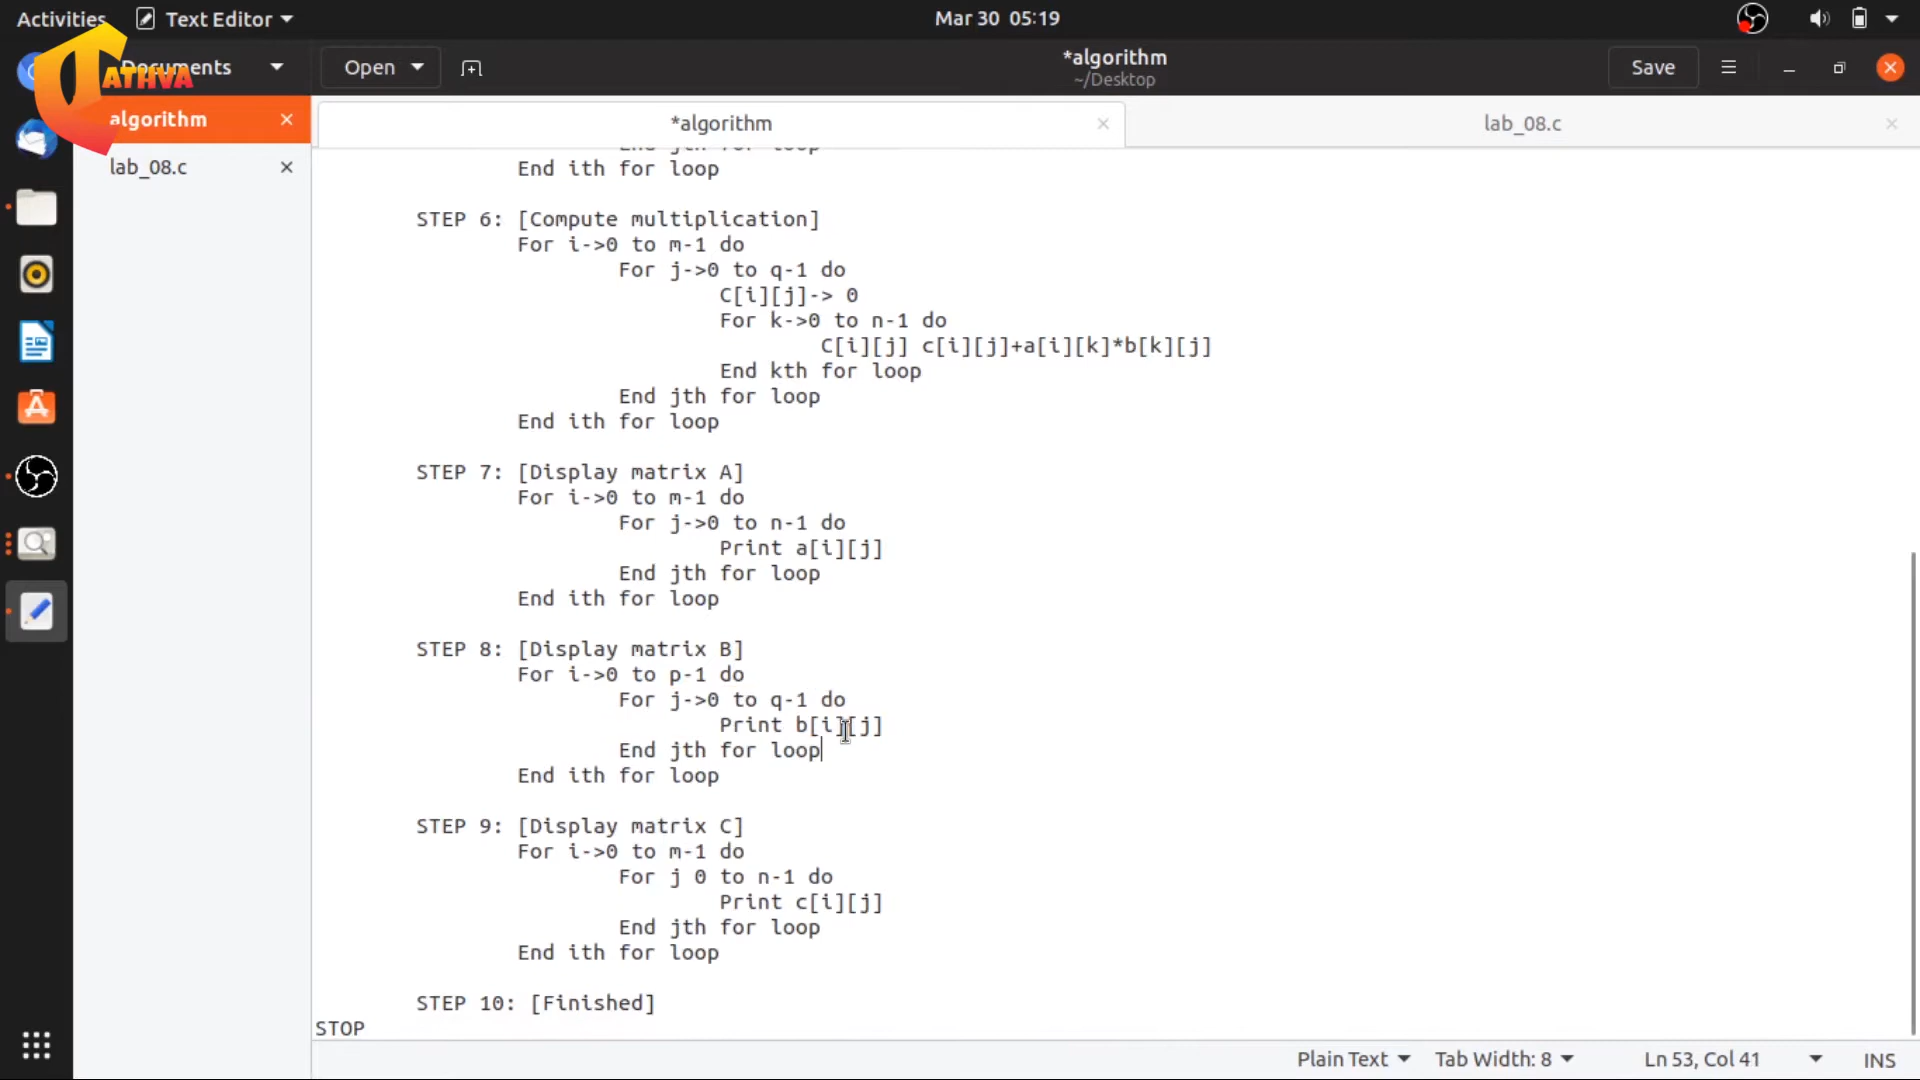 Activities
Text Editor
Mar 30 05:19
ATHVA
Documents
Open
*algorithm
~/Desktop
Save
algorithm
lab_08.c
*algorithm
lab_08.c
End jth for loop
End ith for loop
STEP 6: [Compute multiplication]
For i->0 to m-1 do
For j->0 to q-1 do
C[i][j]-> 0
For k->0 to n-1 do
C[i][j] c[i][j]+a[i][k]*b[k][j]
End kth for loop
End jth for loop
End ith for loop
STEP 7: [Display matrix A]
For i->0 to m-1 do
For j->0 to n-1 do
Print a[i][j]
End jth for loop
End ith for loop
STEP 8: [Display matrix B]
For i->0 to p-1 do
For j->0 to q-1 do
Print b[i][j]
End jth for loop
End ith for loop
STEP 9: [Display matrix C]
For i->0 to m-1 do
For j 0 to n-1 do
Print c[i][j]
End jth for loop
End ith for loop
STEP 10: [Finished]
STOP
Plain Text
Tab Width: 8
Ln 53, Col 41
INS